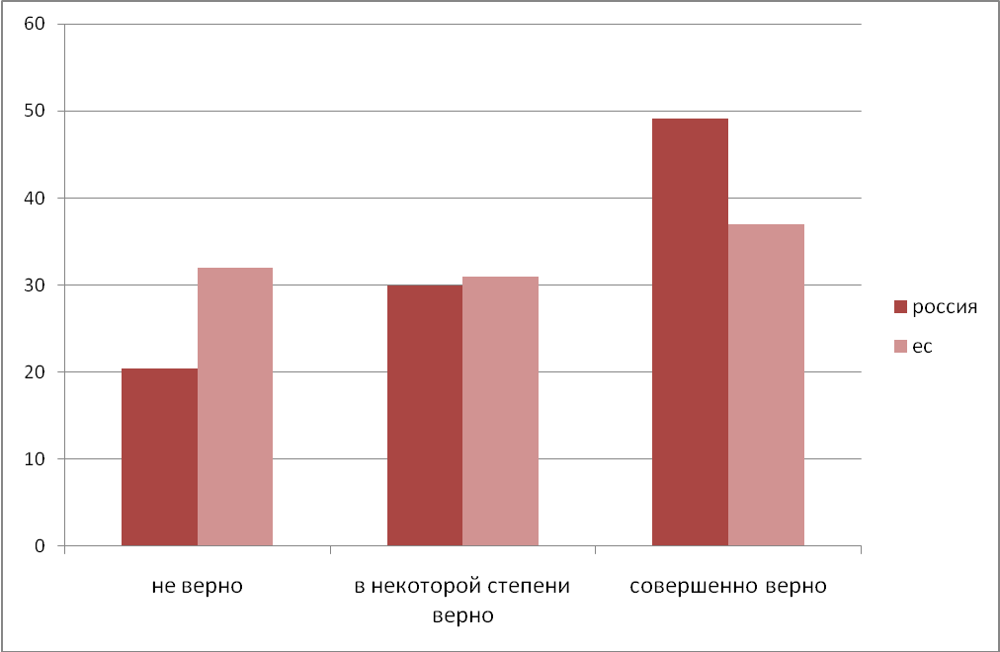 60
50
40
30
20
10
0
не верно
в некоторой степени
верно
совершенно верно
россия
ес